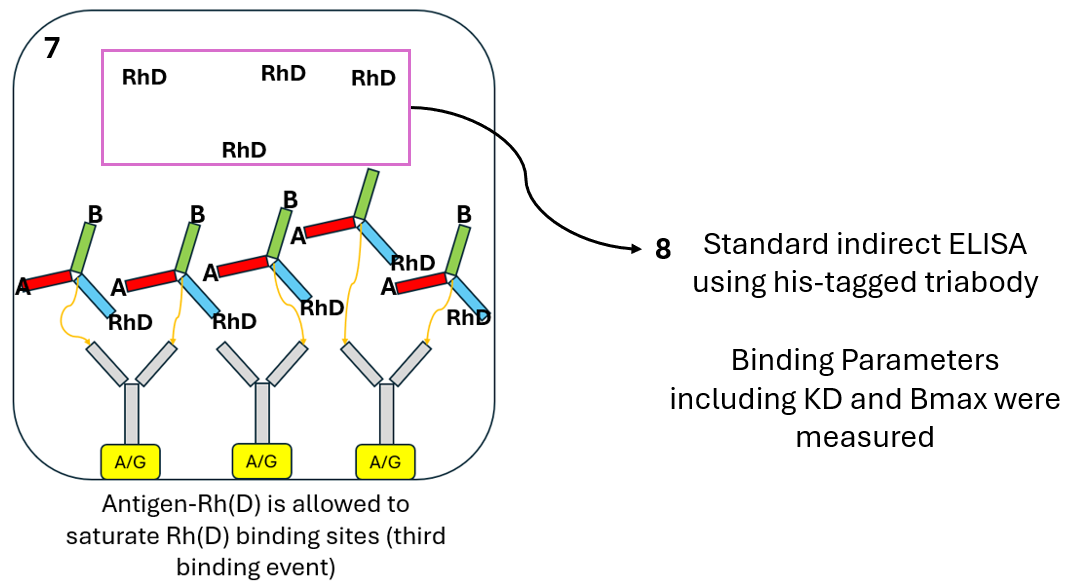 7
RhD RhD RhD
RhD
B B B B
A A A A A
RhD RhD RhD RhD RhD
A/G A/G A/G
Antigen-Rh(D) is allowed to
saturate Rh(D) binding sites (third
binding event)
8 Standard indirect ELISA
using his-tagged triabody
Binding Parameters
including KD and Bmax were
measured